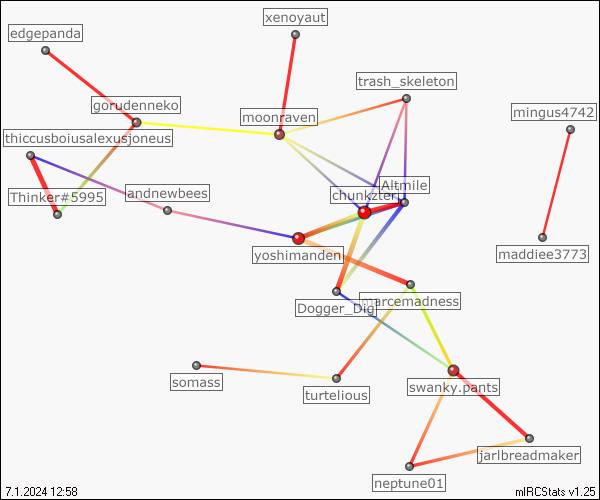 xenoyaut
edgepanda
trash_skeleton
gorudenneko
mingus4742
moonraven
thiccusboiusalexusjoneus
Altmile
Thinker#5995
andnewbees
chunkzter
maddiee3773
yoshimanden
Dogger_Dig
marcemadness
somass
swanky.pants
turtelious
jarlbreadmaker
neptune01
7.1.2024 12:58
mIRCStats v1.25